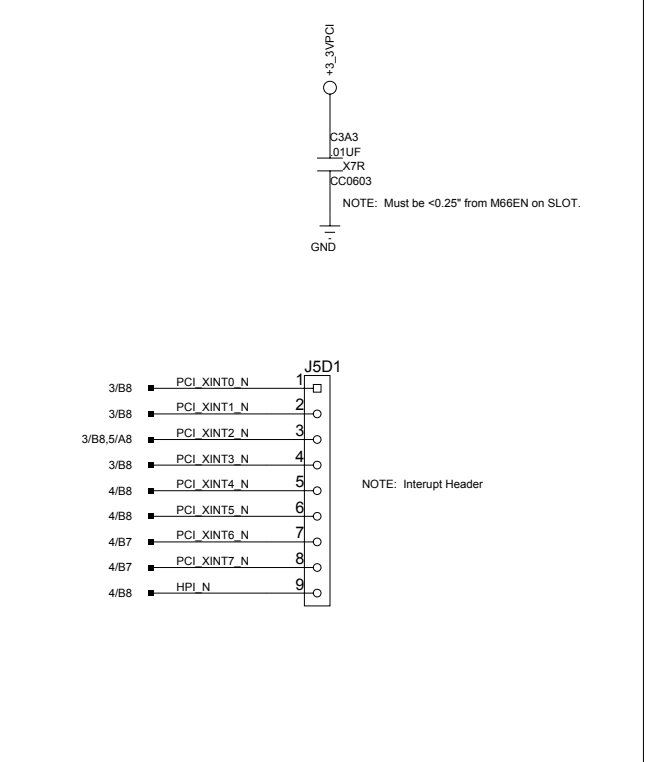 +3_3VPCI
C3A3
.01UF
X7R
CC0603
NOTE: Must be <0.25" from M66EN on SLOT.
GND
J5D1
3/B8 PCI_XINT0_N 1
3/B8 PCI_XINT1_N 2
3/B8,5/A8 PCI_XINT2_N 3
3/B8 PCI_XINT3_N 4
4/B8 PCI_XINT4_N 5
NOTE: Interupt Header
4/B8 PCI_XINT5_N 6
4/B7 PCI_XINT6_N 7
4/B7 PCI_XINT7_N 8
4/B8 HPI_N 9